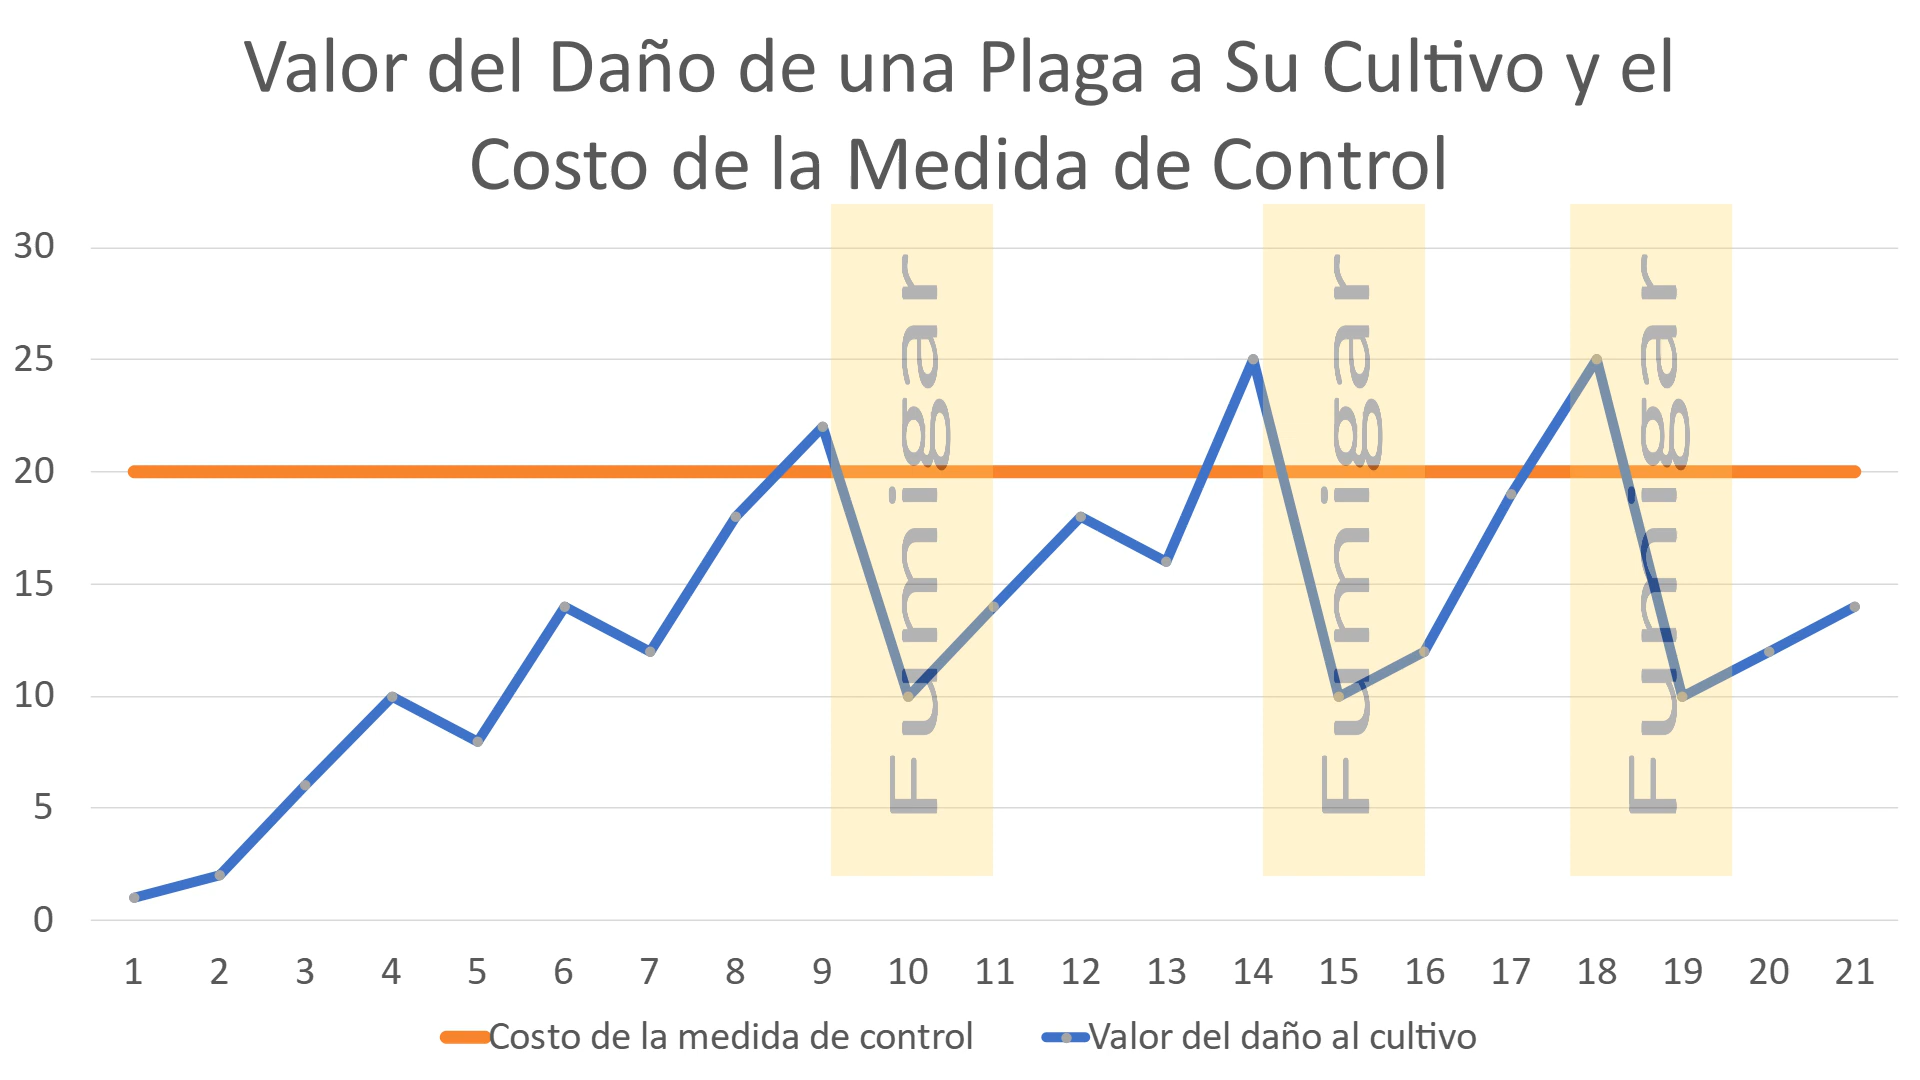 Valor del Daño de una Plaga a Su Cultivo y el
Costo de la Medida de Control
30
25
20
15
10
5
0
Fumigar
Fumigar
Fumigar
1 2 3 4 5 6 7 8 9 10 11 12 13 14 15 16 17 18 19 20 21
Costo de la medida de control
Valor del daño al cultivo